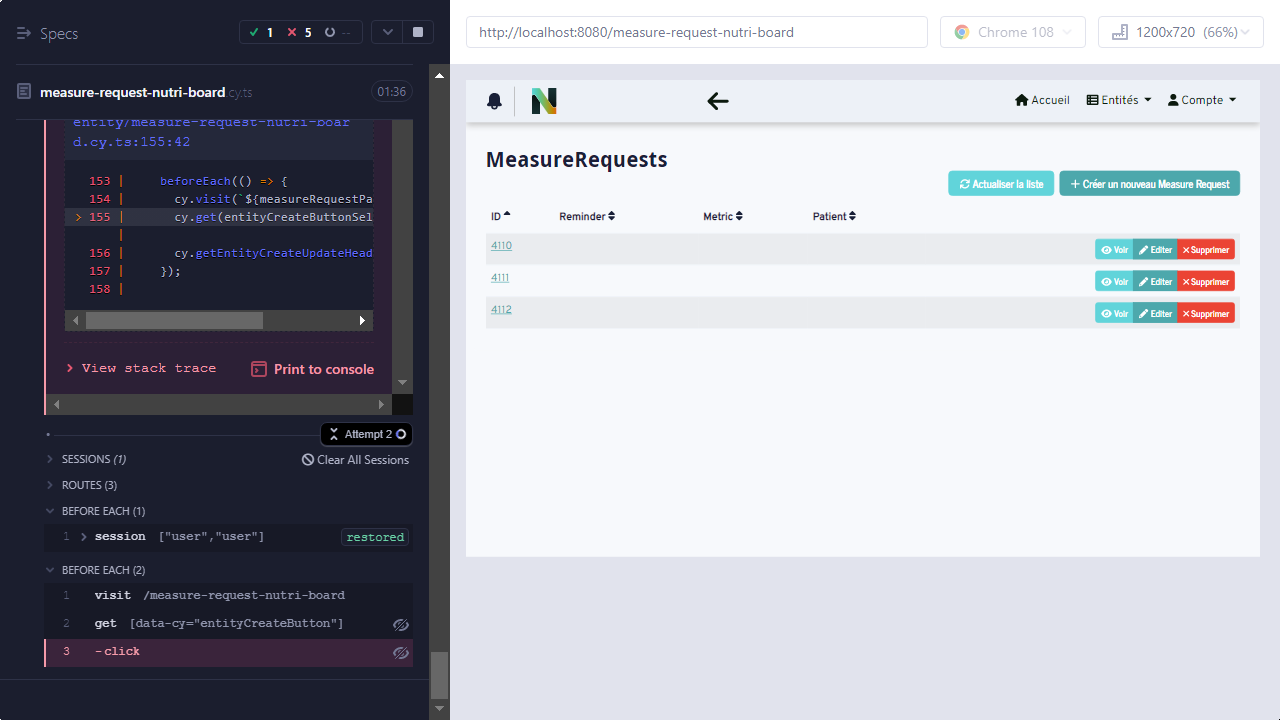 Specs
1
5
--
measure-request-nutri-board.cy.ts
01:36
entity/measure-request-nutri-boar
d.cy.ts:155:42
153 | beforeEach(() => {
154 | cy.visit(`${measureRequestPa
> 155 | cy.get(entityCreateButtonSel
|
156 | cy.getEntityCreateUpdateHead
157 | });
158 |
> View stack trace
Print to console
Attempt 2
SESSIONS (1)
Clear All Sessions
ROUTES (3)
BEFORE EACH (1)
1 session ["user","user"] restored
BEFORE EACH (2)
1 visit /measure-request-nutri-board
2 get [data-cy="entityCreateButton"]
3 -click
http://localhost:8080/measure-request-nutri-board
Chrome 108
1200x720 (66%)
N
Accueil
Entités
Compte
MeasureRequests
Actualiser la liste
+ Créer un nouveau Measure Request
ID Reminder Metric Patient
4110 Voir Editer Supprimer
4111 Voir Editer Supprimer
4112 Voir Editer Supprimer